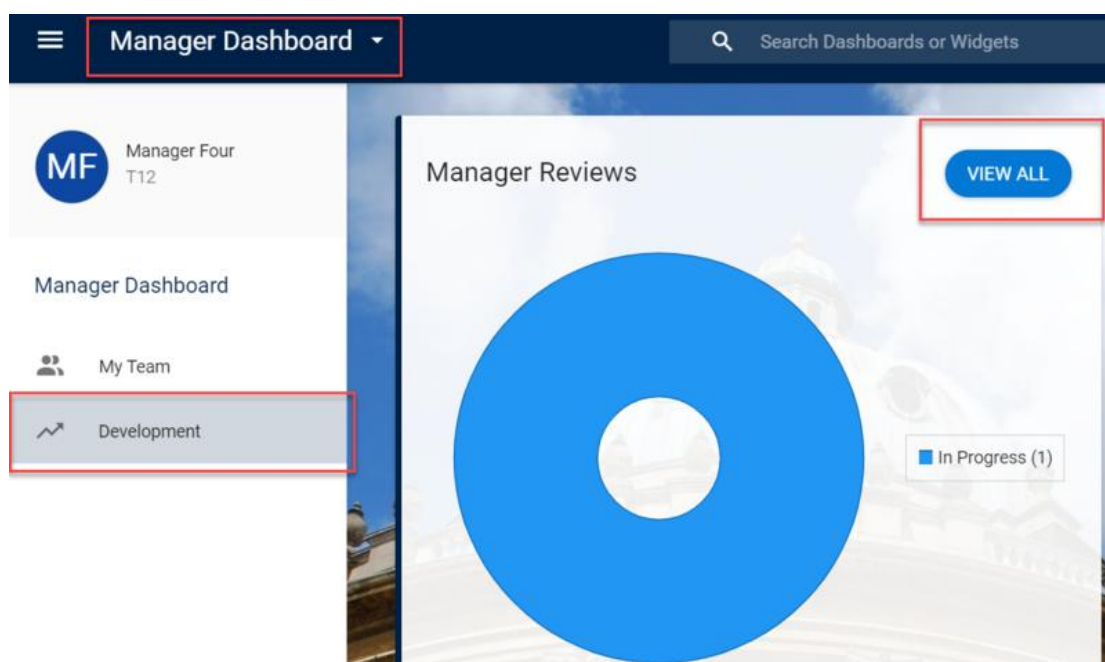 Manager Dashboard
Search Dashboards or Widgets
MF
Manager Four
T12
Manager Dashboard
My Team
Development
Manager Reviews
VIEW ALL
In Progress (1)